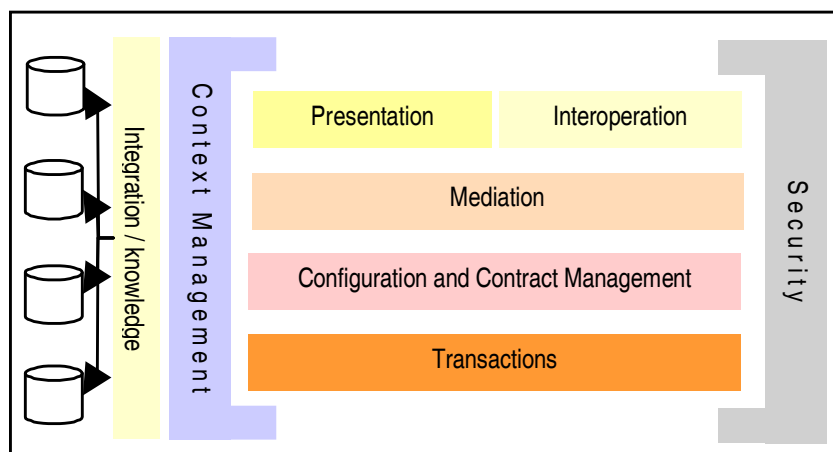 Integration / knowledge
Context Management
Presentation
Interoperation
Mediation
Configuration and Contract Management
Transactions
Security